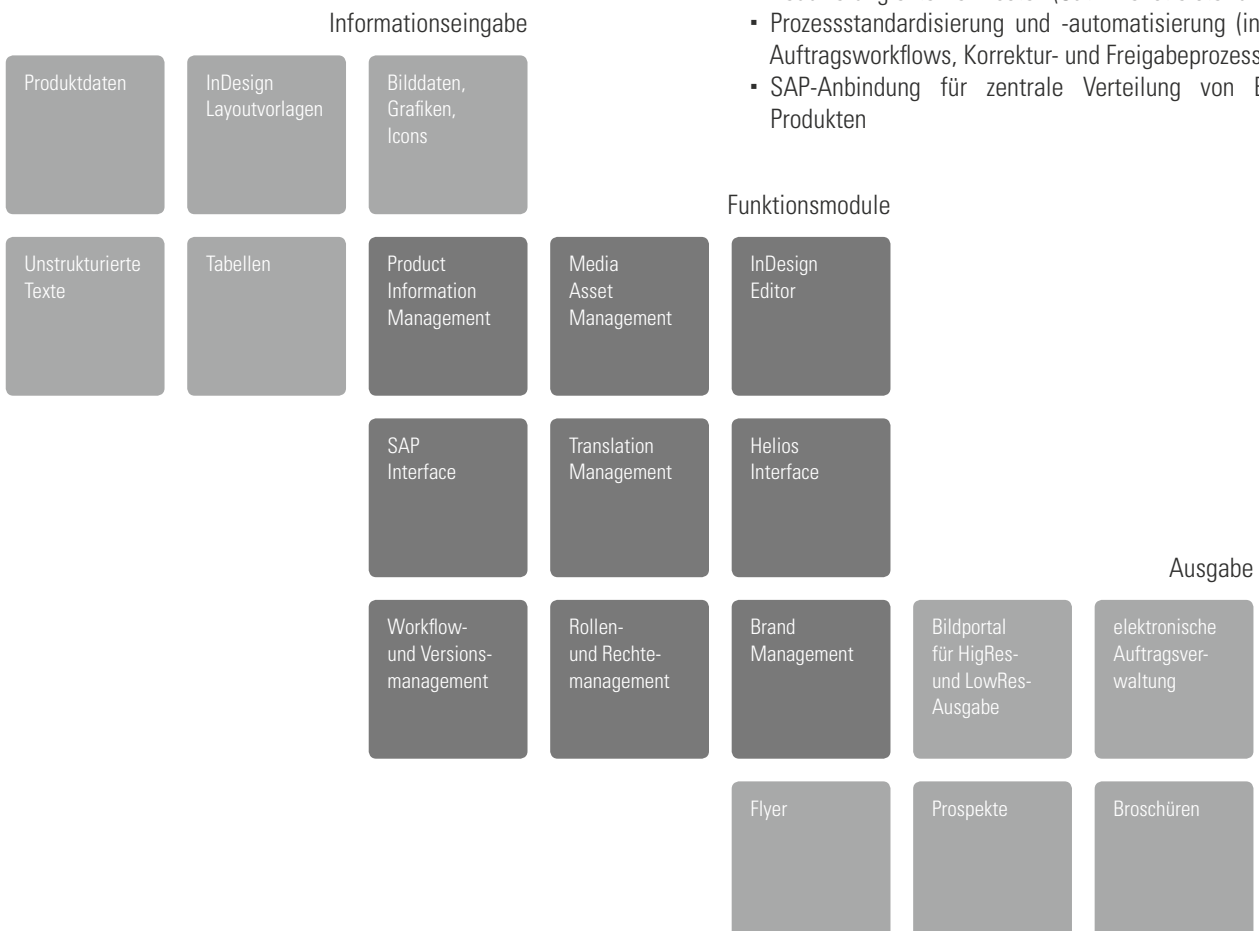 Informationseingabe
▪ Prozessstandardisierung und -automatisierung (in
Auftragsworkflows, Korrektur- und Freigabeprozess
▪ SAP-Anbindung für zentrale Verteilung von
Produkten
Produktdaten
InDesign
Layoutvorlagen
Bilddaten,
Grafiken,
Icons
Funktionsmodule
Unstrukturierte
Texte
Tabellen
Product
Information
Management
Media
Asset
Management
InDesign
Editor
SAP
Interface
Translation
Management
Helios
Interface
Ausgabe
Workflow-
und Versions-
management
Rollen-
und Rechte-
management
Brand
Management
Bildportal
für HigRes-
und LowRes-
Ausgabe
elektronische
Auftragsver-
waltung
Flyer
Prospekte
Broschüren